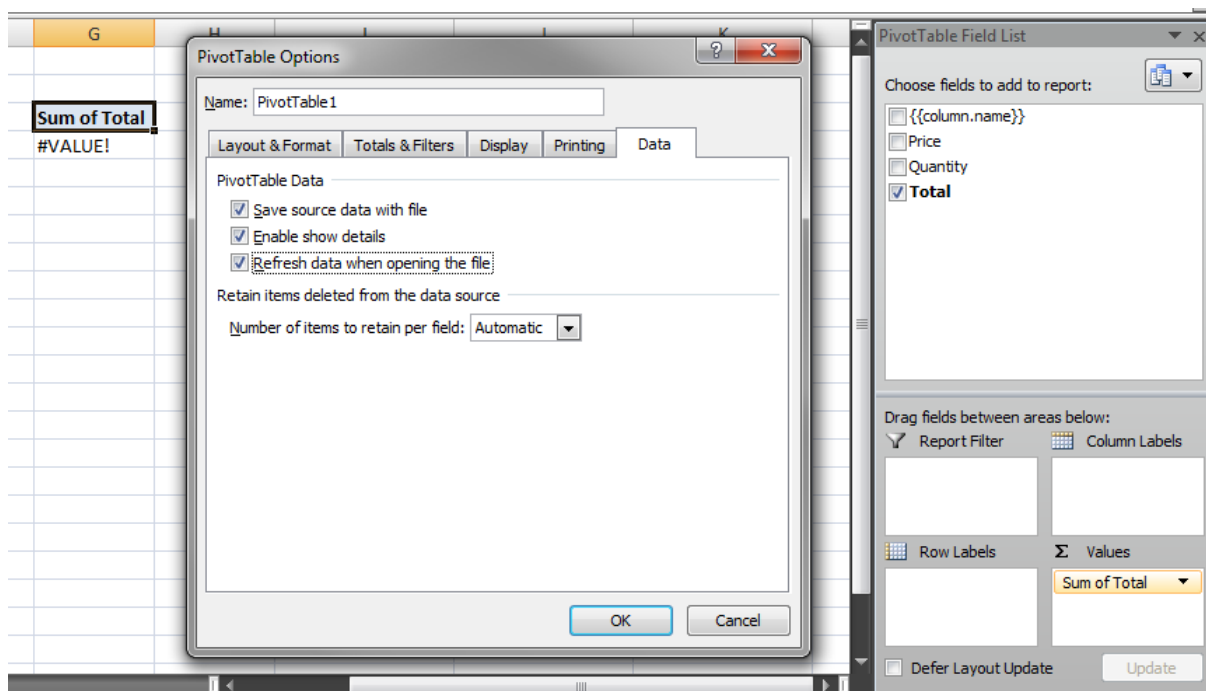 G
H
K
Sum of Total
#VALUE!
PivotTable Options
?
X
Name: PivotTable1
Layout & Format Totals & Filters Display Printing Data
PivotTable Data
Save source data with file
Enable show details
Refresh data when opening the file
Retain items deleted from the data source
Number of items to retain per field: Automatic
OK Cancel
PivotTable Field List
Choose fields to add to report:
{{column.name}}
Price
Quantity
Total
Drag fields between areas below:
Report Filter Column Labels
Row Labels Σ Values
Sum of Total
Defer Layout Update Update